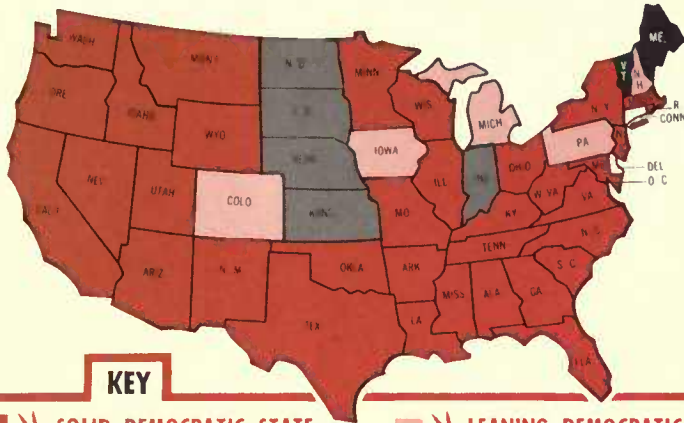 WASH
MONT
N D
MINN
ME.
V T
N H
ORE
IDAHO
S D
WIS
N Y
R
CONN
WYO
MICH
IOWA
PA
NEBR
NEV
UTAH
COLO
ILL
IND
OHIO
DEL
D C
CALIF
KANS
MO
W VA
VA
KY
N C
TENN
ARIZ
N M
OKLA
ARK
S C
MISS
ALA
GA
TEX
LA
FLA
KEY
SOLID DEMOCRATIC STATE
LEANING DEMOCRATIC